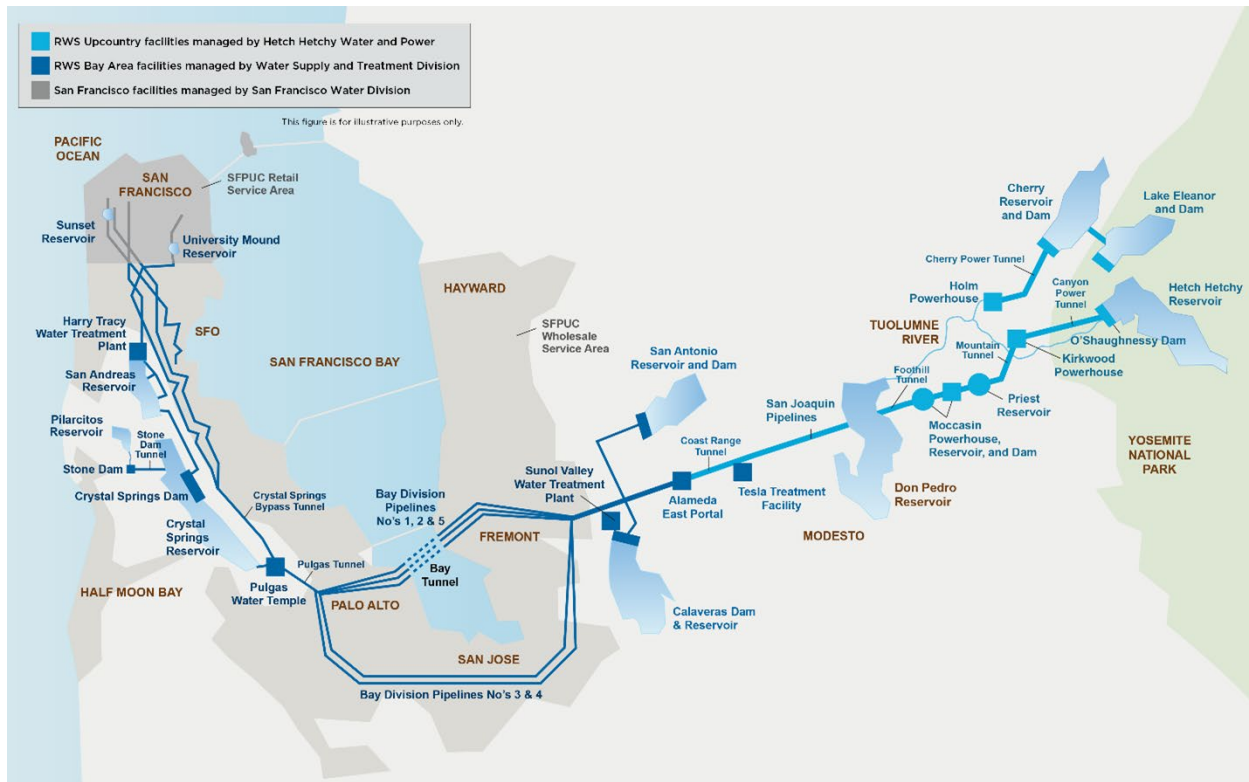 RWS Upcountry facilities managed by Hetch Hetchy Water and Power
RWS Bay Area facilities managed by Water Supply and Treatment Division
San Francisco facilities managed by San Francisco Water Division
This figure is for illustrative purposes only.
PACIFIC
OCEAN
SAN
FRANCISCO
SFPUC Retail
Service Area
Sunset
Reservoir
University Mound
Reservoir
HAYWARD
SFO
SFPUC
Wholesale
Service Area
SAN FRANCISCO BAY
Harry Tracy
Water Treatment
Plant
San Andreas
Reservoir
Pilarcitos
Reservoir
Stone
Dam
Tunnel
Stone Dam
Crystal Springs Dam
Crystal
Springs
Reservoir
Crystal Springs
Bypass Tunnel
HALF MOON BAY
Pulgas
Water Temple
Pulgas Tunnel
PALO ALTO
Bay Division
Pipelines
No's 1, 2 & 5
Bay
Tunnel
FREMONT
SAN JOSE
Bay Division Pipelines No's 3 & 4
San Antonio
Reservoir and Dam
Sunol Valley
Water Treatment
Plant
Calaveras Dam
& Reservoir
Coast Range
Tunnel
Alameda
East Portal
Tesla Treatment
Facility
San Joaquin
Pipelines
MODESTO
Don Pedro
Reservoir
Foothill
Tunnel
Moccasin
Powerhouse,
Reservoir, and Dam
Priest
Reservoir
Mountain
Tunnel
TUOLUMNE
RIVER
Kirkwood
Powerhouse
Holm
Powerhouse
Cherry Power Tunnel
Cherry
Reservoir
and Dam
Lake Eleanor
and Dam
Canyon
Power
Tunnel
Hetch Hetchy
Reservoir
O'Shaughnessy Dam
YOSEMITE
NATIONAL
PARK